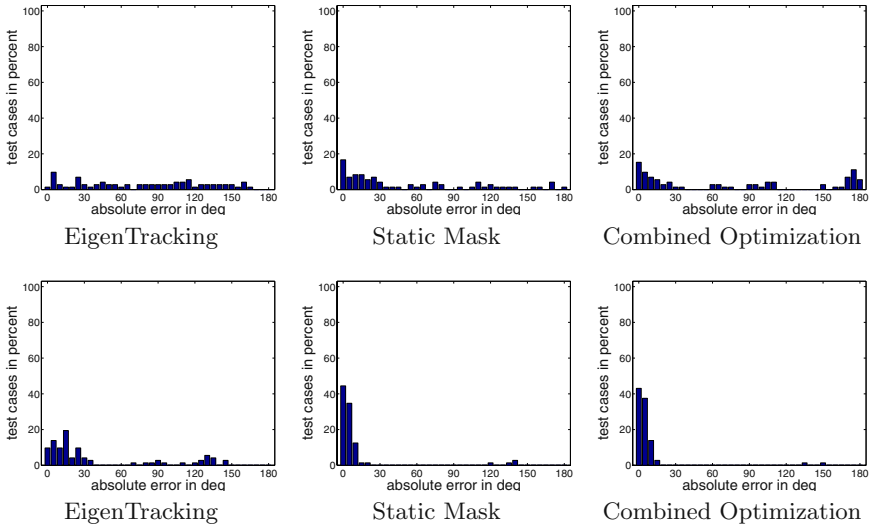 100
80
60
40
20
0
test cases in percent
0 30 60 90 120 150 180
absolute error in deg
EigenTracking
100
80
60
40
20
0
test cases in percent
0 30 60 90 120 150 180
absolute error in deg
Static Mask
100
80
60
40
20
0
test cases in percent
0 30 60 90 120 150 180
absolute error in deg
Combined Optimization
100
80
60
40
20
0
test cases in percent
0 30 60 90 120 150 180
absolute error in deg
EigenTracking
100
80
60
40
20
0
test cases in percent
0 30 60 90 120 150 180
absolute error in deg
Static Mask
100
80
60
40
20
0
test cases in percent
0 30 60 90 120 150 180
absolute error in deg
Combined Optimization